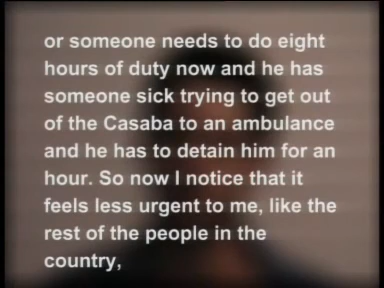 or someone needs to do eight
hours of duty now and he has
someone sick trying to get out
of the Casaba to an ambulance
and he has to detain him for an
hour. So now I notice that it
feels less urgent to me, like the
rest of the people in the
country,